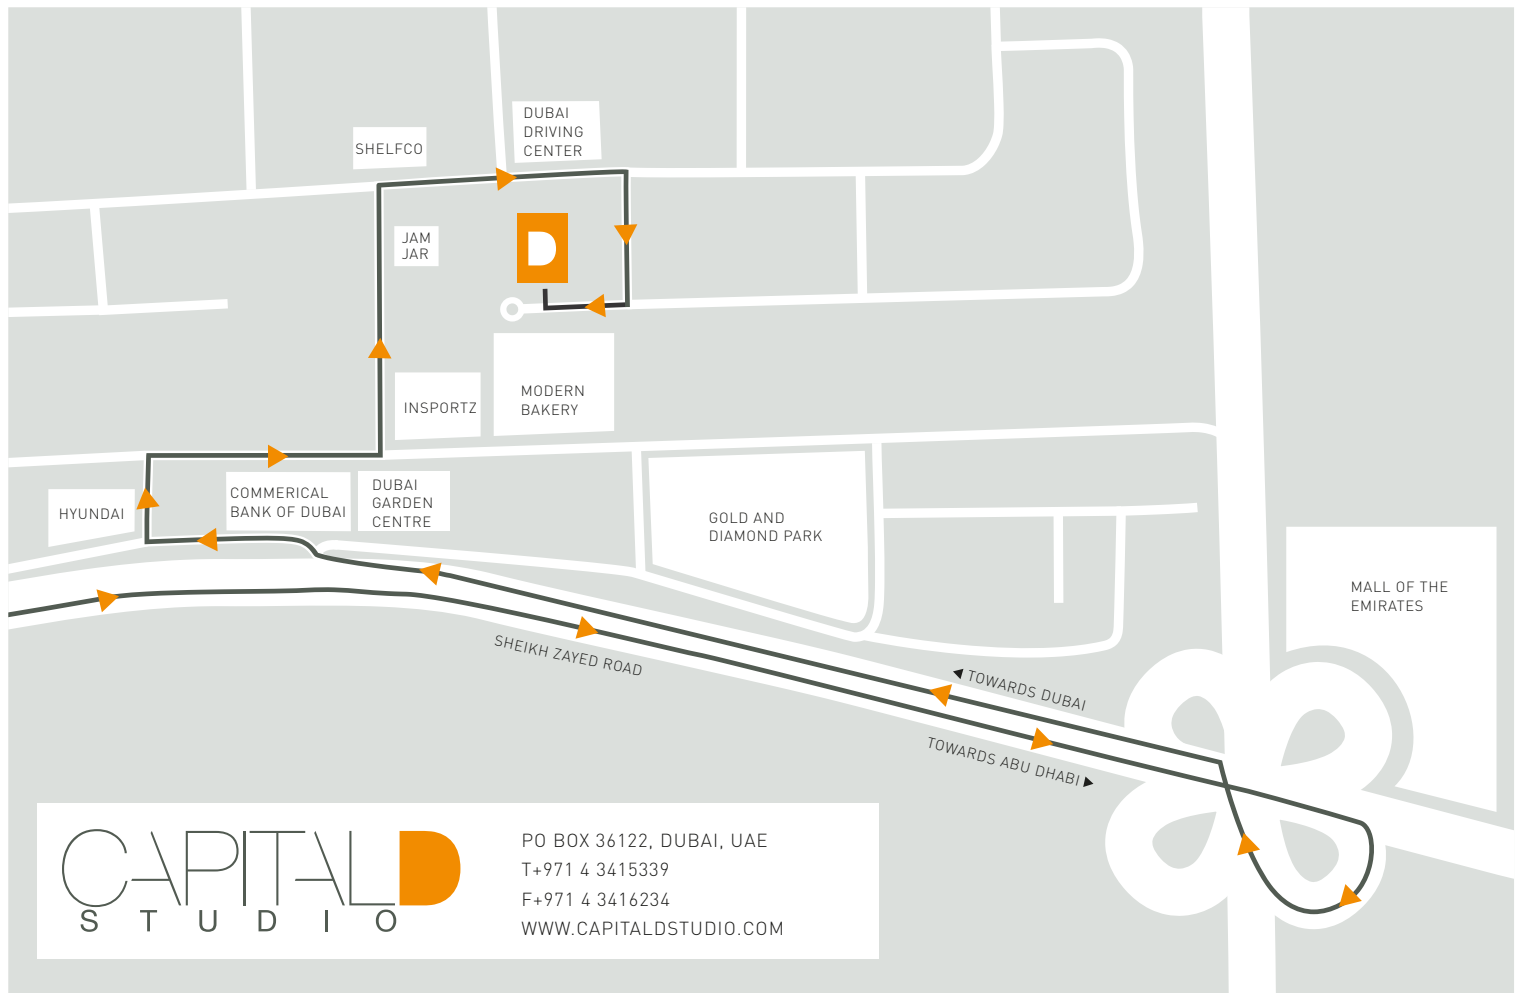 DUBAI
DRIVING
CENTER
SHELFCO
JAM
JAR
D
INSPORTZ
MODERN
BAKERY
HYUNDAI
COMMERICAL
BANK OF DUBAI
DUBAI
GARDEN
CENTRE
GOLD AND
DIAMOND PARK
MALL OF THE
EMIRATES
SHEIKH ZAYED ROAD
TOWARDS DUBAI
TOWARDS ABU DHABI
CAPITALD
STUDIO
PO BOX 36122, DUBAI, UAE
T+971 4 3415339
F+971 4 3416234
WWW.CAPITALDSTUDIO.COM